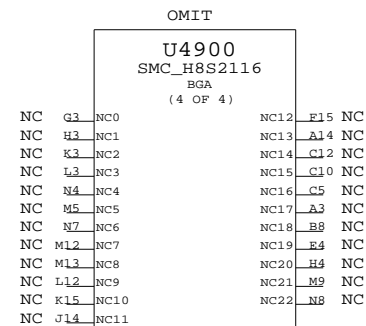 OMIT
U4900
SMC_H8S2116
BGA
(4 OF 4)
NC G3 NC0 NC12 F15 NC
NC H3 NC1 NC13 A14 NC
NC K3 NC2 NC14 C12 NC
NC L3 NC3 NC15 C10 NC
NC N4 NC4 NC16 C5 NC
NC M5 NC5 NC17 A3 NC
NC N7 NC6 NC18 B8 NC
NC M12 NC7 NC19 E4 NC
NC M13 NC8 NC20 H4 NC
NC L12 NC9 NC21 M9 NC
NC K15 NC10 NC22 N8 NC
NC J14 NC11